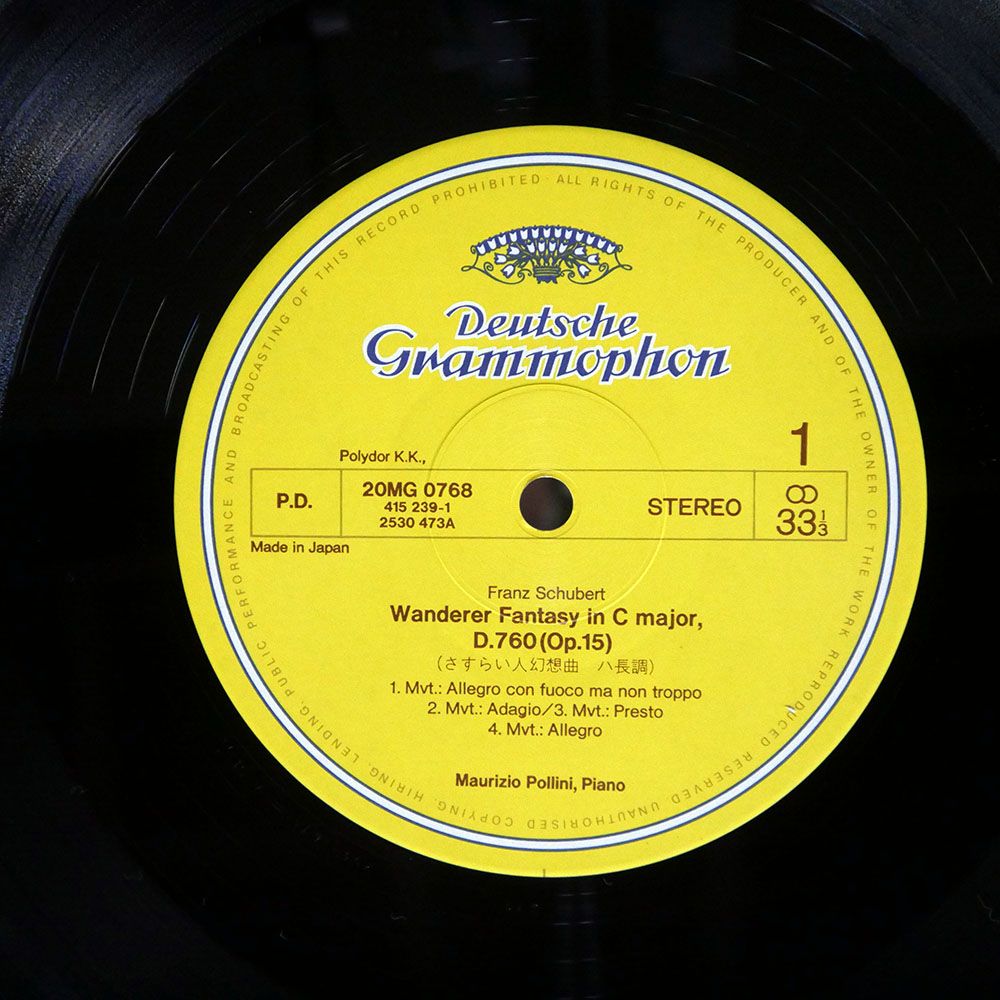 PUBLIC PERFORMANCE AND BROADCASTING OF THIS RECORD PROHIBITED · ALL RIGHTS OF THE PRODUCER AND OF THE OWNER OF THE WORK REPRODUCED RESERVED UNAUTHORISED COPYING, HIRING, LENDING,
Deutsche
Grammophon
1
Polydor K.K.,
P.D.
20MG 0768
415 239-1
2530 473A
STEREO
33⅓
Made in Japan
Franz Schubert
Wanderer Fantasy in C major,
D.760(Op.15)
(さすらい人幻想曲 ハ長調)
1. Mvt.: Allegro con fuoco ma non troppo
2. Mvt.: Adagio/3. Mvt.: Presto
4. Mvt.: Allegro
Maurizio Pollini, Piano